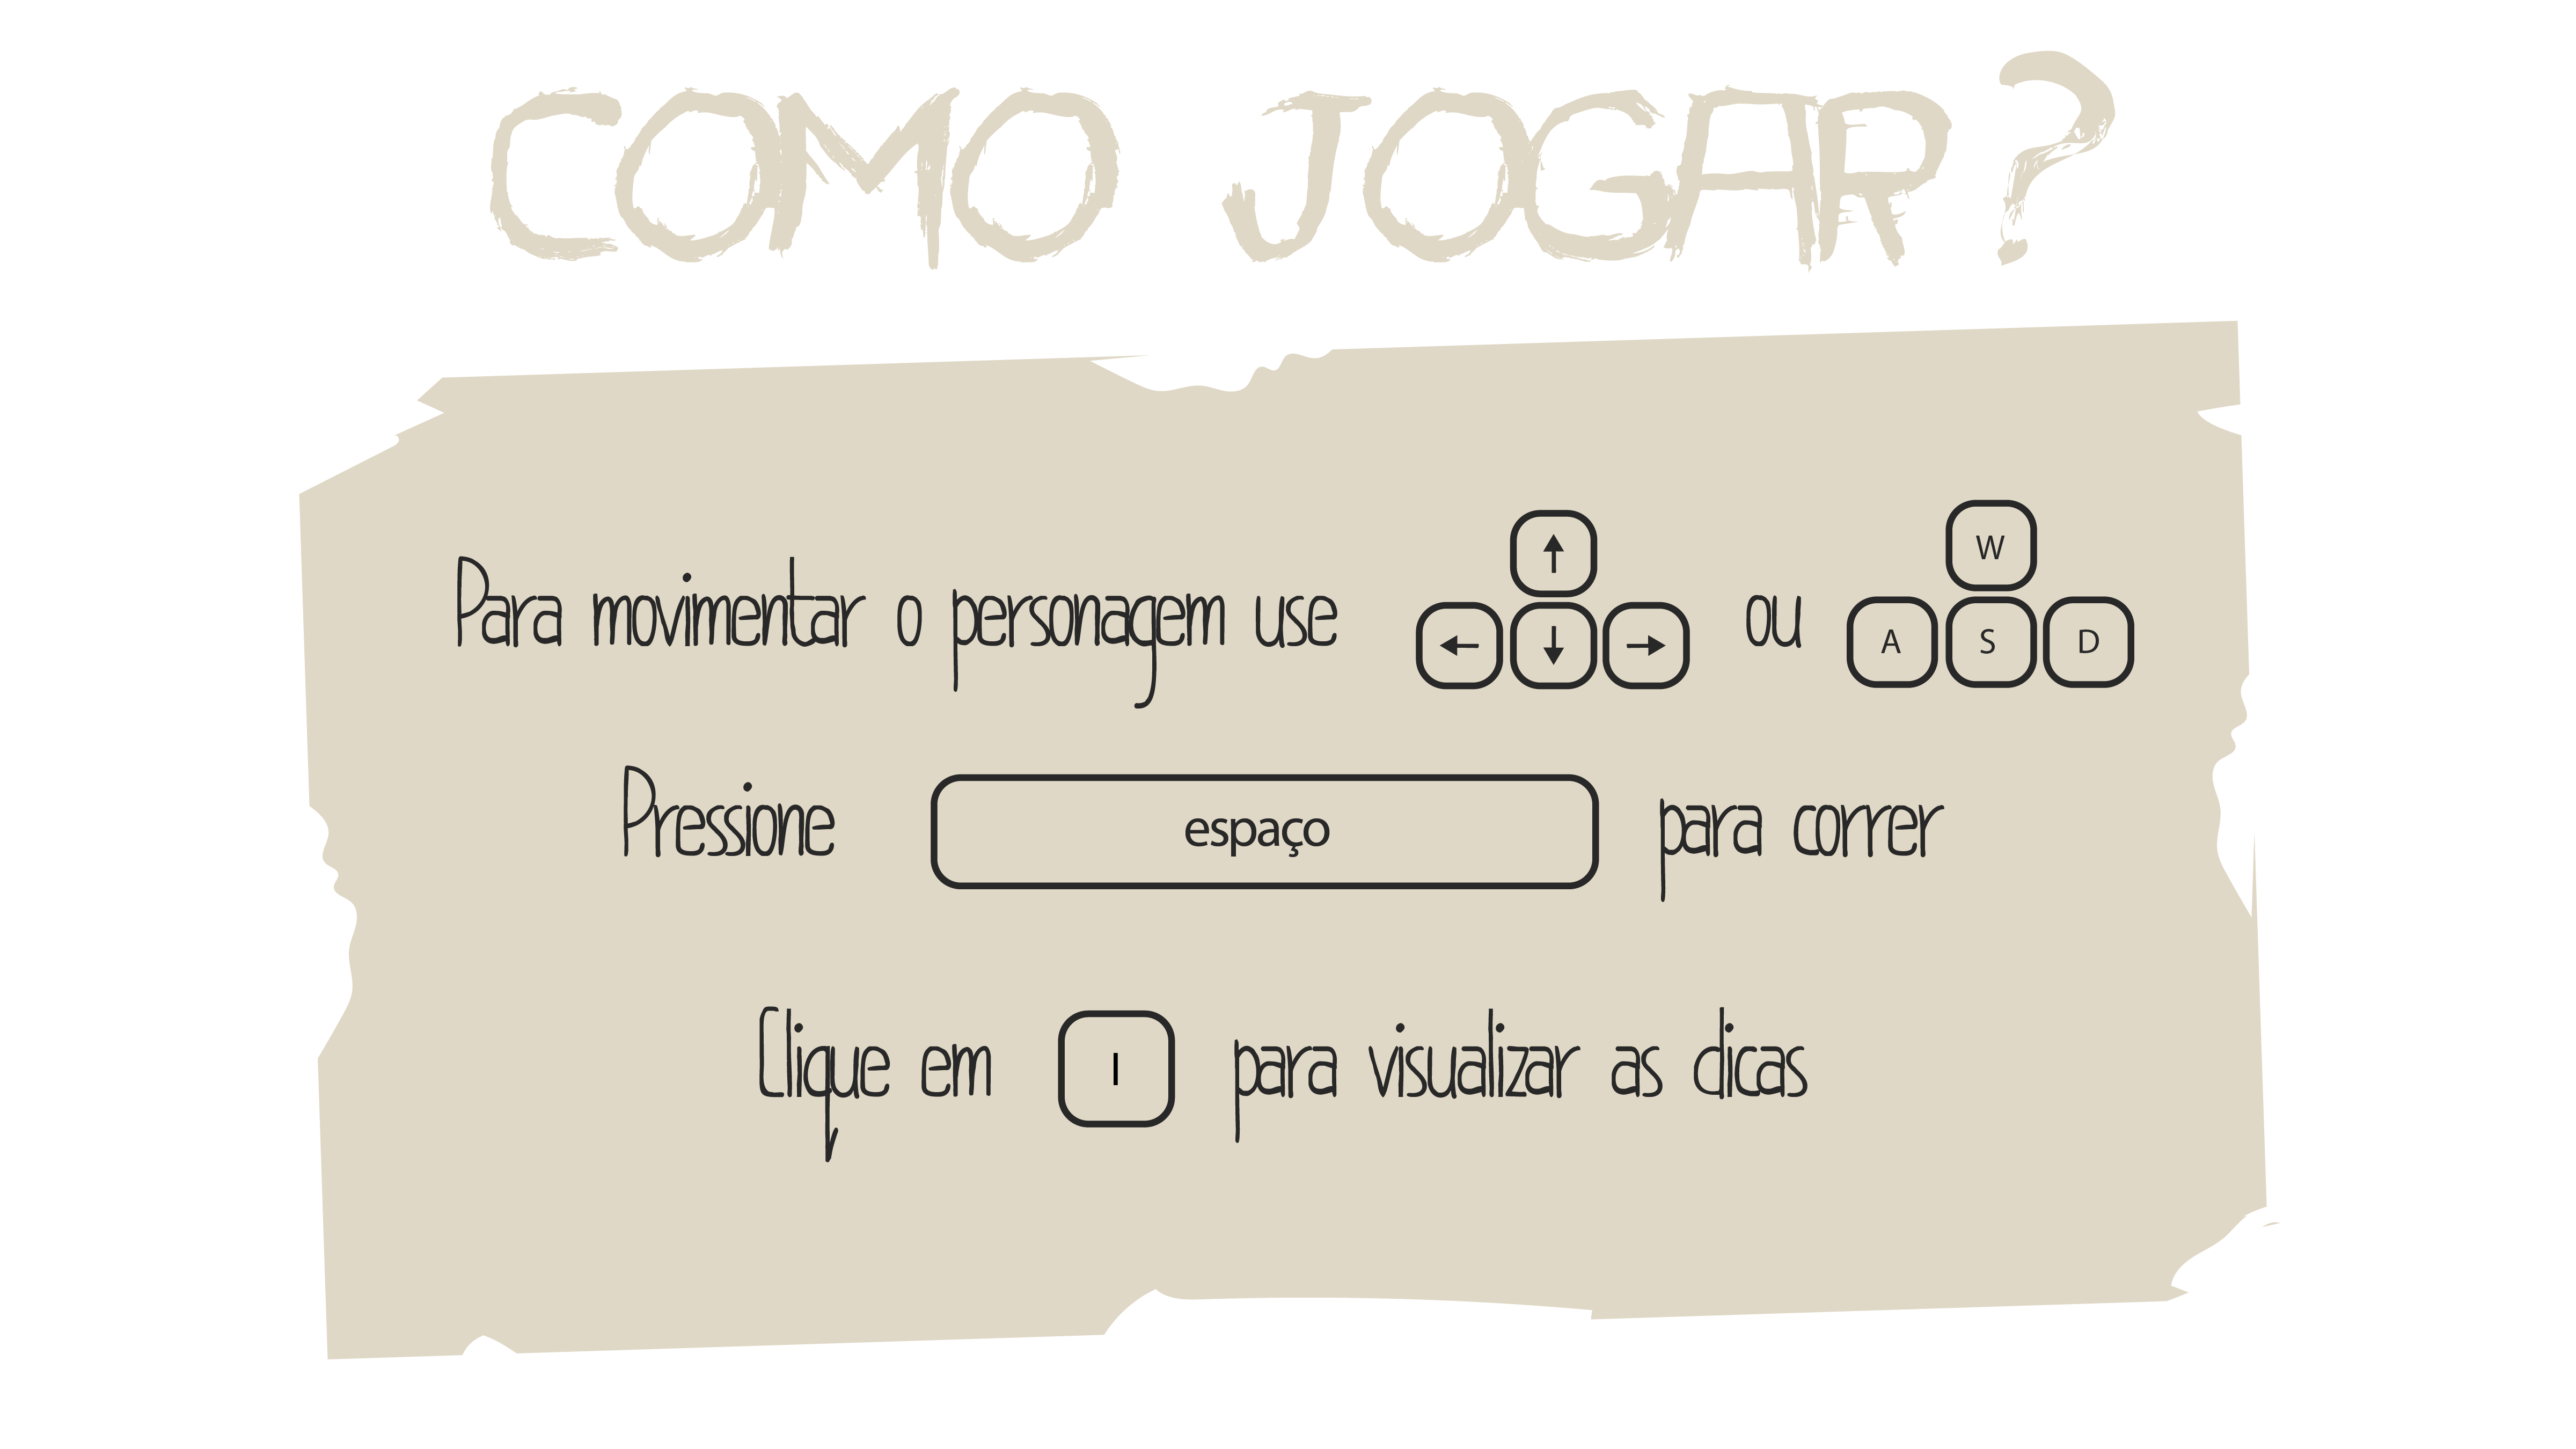 COMO JOGAR?
Para movimentar o personagem use ↑ ← ↓ → ou W A S D
Pressione espaço para correr
Clique em I para visualizar as dicas